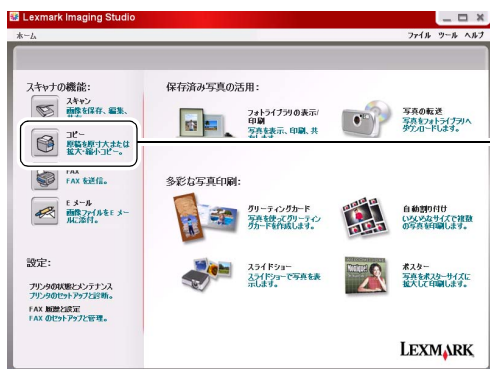 Lexmark Imaging Studio
ホーム
ファイル ツール ヘルプ
スキャナの機能:
スキャン
画像を保存、編集、
コピー
原稿を原寸大または
拡大・縮小コピー。
FAX
FAX を送信。
E メール
画像ファイルをE メー
ルに添付。
設定:
プリンタの状態とメンテナンス
プリンタのセットアップと診断。
FAX 履歴と設定
FAX のセットアップと管理。
保存済み写真の活用:
フォトライブラリの表示/
印刷
写真を表示、印刷、共
写真の転送
写真をフォトライブラリへ
ダウンロードします。
多彩な写真印刷:
グリーティングカード
写真を使ってグリーティン
グカードを作成します。
自動割り付け
いろいろなサイズで複数
の写真を印刷します。
スライドショー
スライドショーで写真を表
示します。
ポスター
写真をポスターサイズに
拡大して印刷します。
LEXMARK